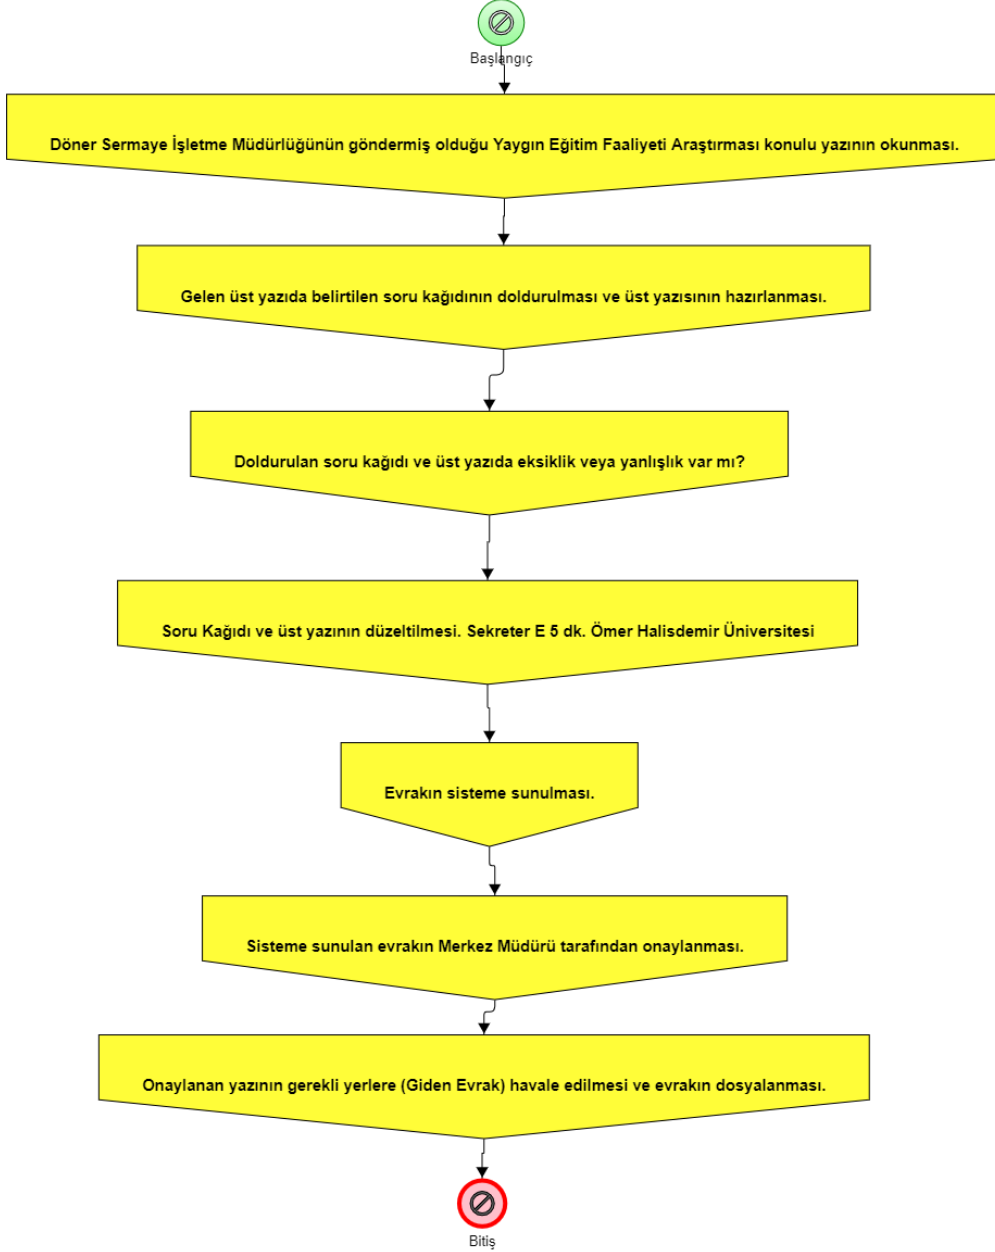 Başlangıç
Döner Sermaye İşletme Müdürlüğünün göndermiş olduğu Yaygın Eğitim Faaliyeti Araştırması konulu yazının okunması.
Gelen üst yazıda belirtilen soru kağıdının doldurulması ve üst yazısının hazırlanması.
Doldurulan soru kağıdı ve üst yazıda eksiklik veya yanlışlık var mı?
Soru Kağıdı ve üst yazının düzeltilmesi. Sekreter E 5 dk. Ömer Halisdemir Üniversitesi
Evrakın sisteme sunulması.
Sisteme sunulan evrakın Merkez Müdürü tarafından onaylanması.
Onaylanan yazının gerekli yerlere (Giden Evrak) havale edilmesi ve evrakın dosyalanması.
Bitiş